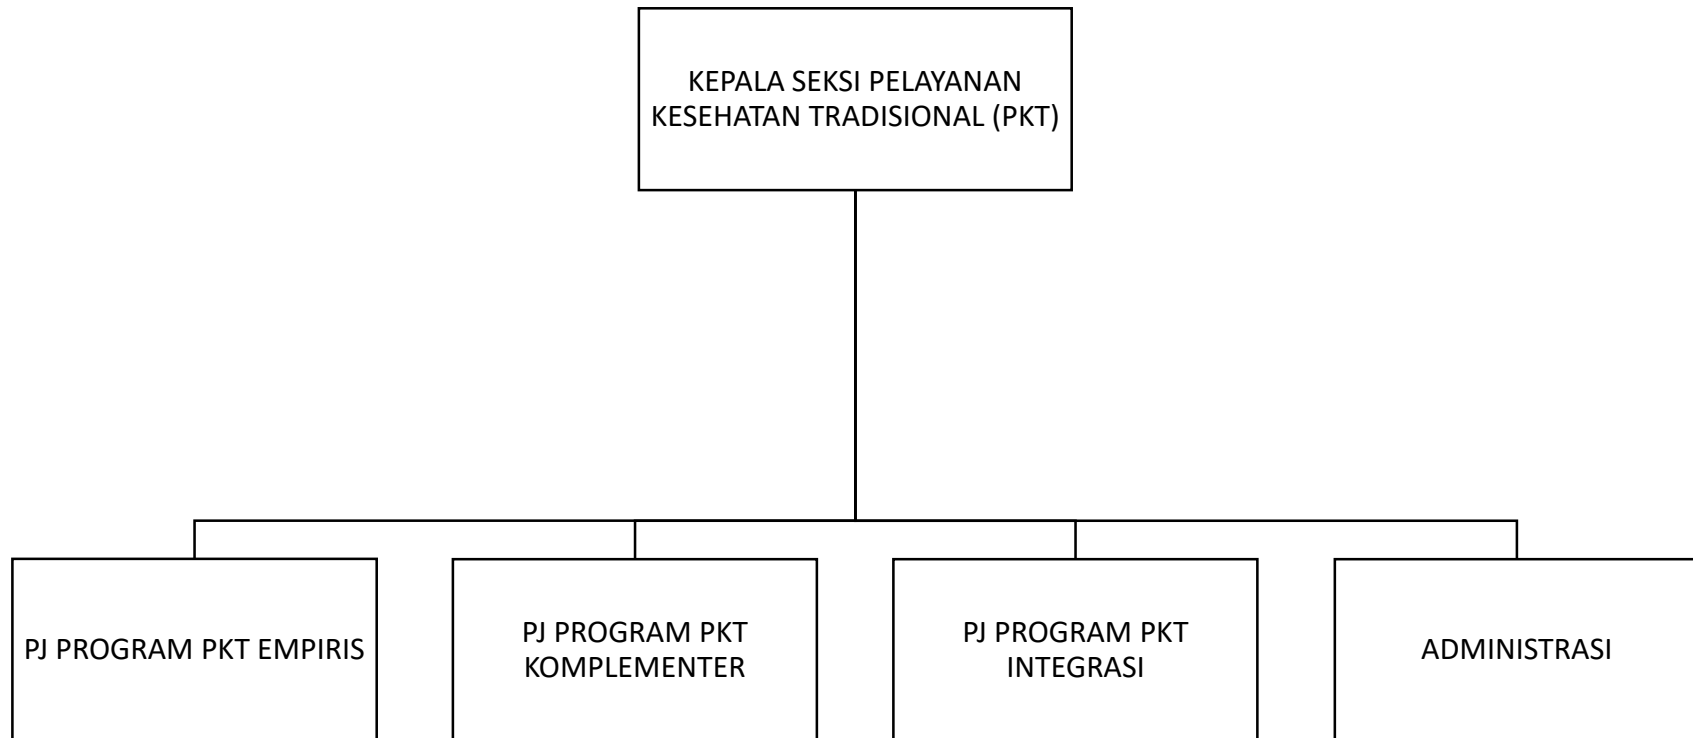 KEPALA SEKSI PELAYANAN
KESEHATAN TRADISIONAL (PKT)
PJ PROGRAM PKT EMPIRIS
PJ PROGRAM PKT
KOMPLEMENTER
PJ PROGRAM PKT
INTEGRASI
ADMINISTRASI